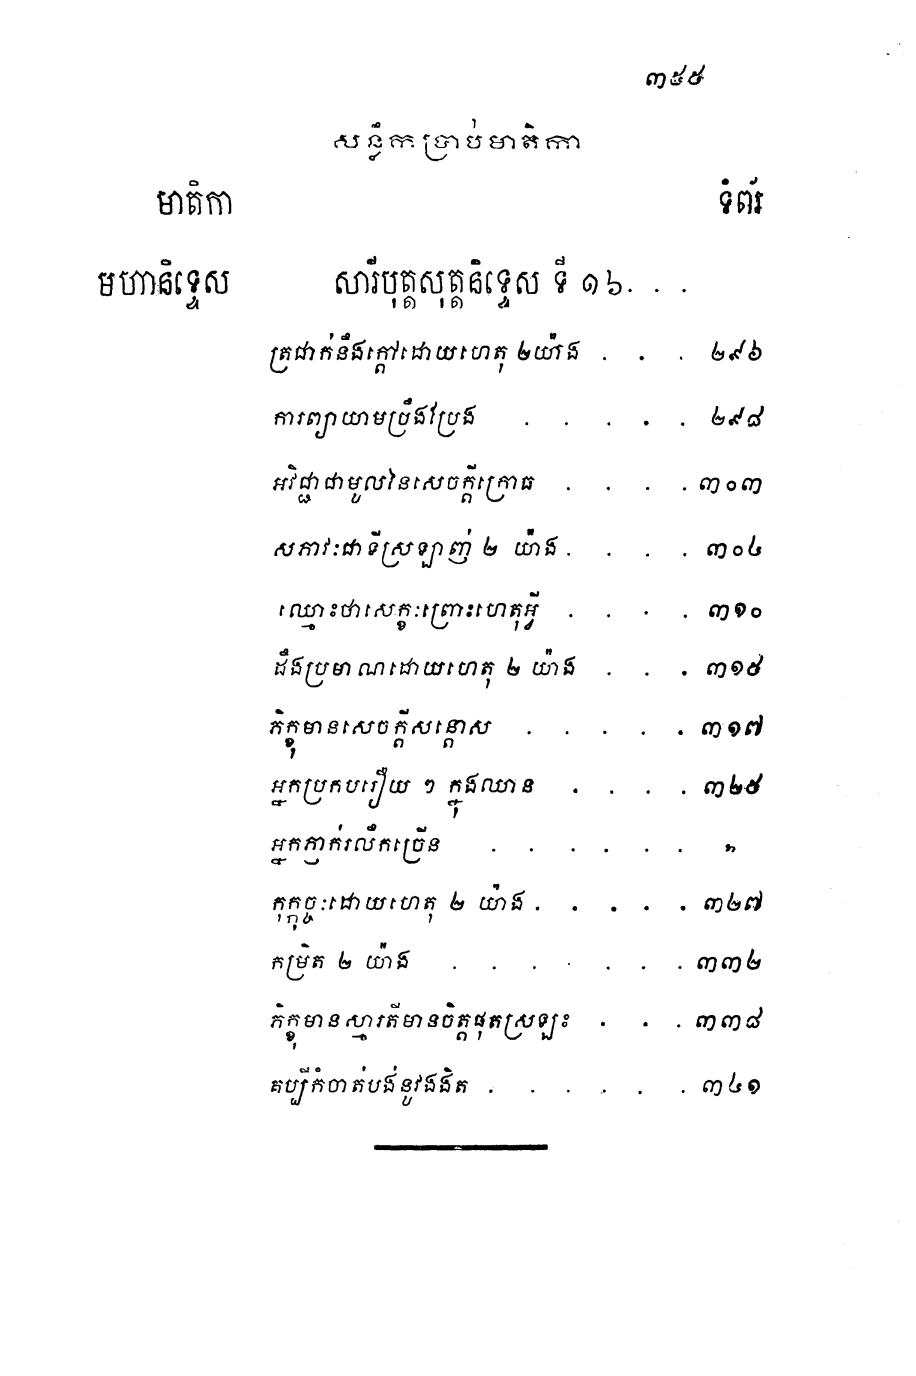 ៣៥៥
សន្លឹកប្រាប់មាតិកា
មាតិកា ទំព័រ
មហានិទ្ទេស សារីបុត្តសុត្តនិទ្ទេស ទី ១៦. . .
ត្រជាក់នឹងក្តៅដោយហេតុ ២យ៉ាង . . . ២៩៦
ការព្យាយាមច្រឹងប្រែង . . . . . ២៩៨
អវិជ្ជាជាមូលនៃសេចក្តីក្រោធ . . . . ៣០៣
សភាវៈជាទីស្រឡាញ់ ២ យ៉ាង . . . . ៣០៤
ឈ្មោះថាសេក្ខៈព្រោះហេតុអ្វី . . . . ៣១០
ដឹងប្រមាណដោយហេតុ ២ យ៉ាង . . . ៣១៥
ភិក្ខុមានសេចក្តីសន្តោស . . . . . ៣១៧
អ្នកប្រកបរឿយ ៗ ក្នុងឈាន . . . . ៣២៥
អ្នកភ្ញាក់រលឹកច្រើន . . . . . . "
កុក្កុច្ចៈដោយហេតុ ២ យ៉ាង . . . . . ៣២៧
កម្រិត ២ យ៉ាង . . . . . . . ៣៣២
ភិក្ខុមានស្មារតីមានចិត្តផុតស្រឡះ . . . ៣៣៨
គប្បីកំចាត់បង់នូវងងឹត . . . . . . ៣៤១